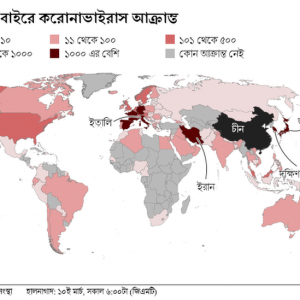 বাইরে করোনাভাইরাস আক্রান্ত
১০
১১ থেকে ১০০
১০১ থেকে ৫০০
থেকে ১০০০
১০০০ এর বেশি
কোন আক্রান্ত নেই
ইতালি
চীন
ইরান
দক্ষিণ
সংস্থা
হালনাগাদ: ১০ই মার্চ, সকাল ৬:০০টা (জিএমটি)